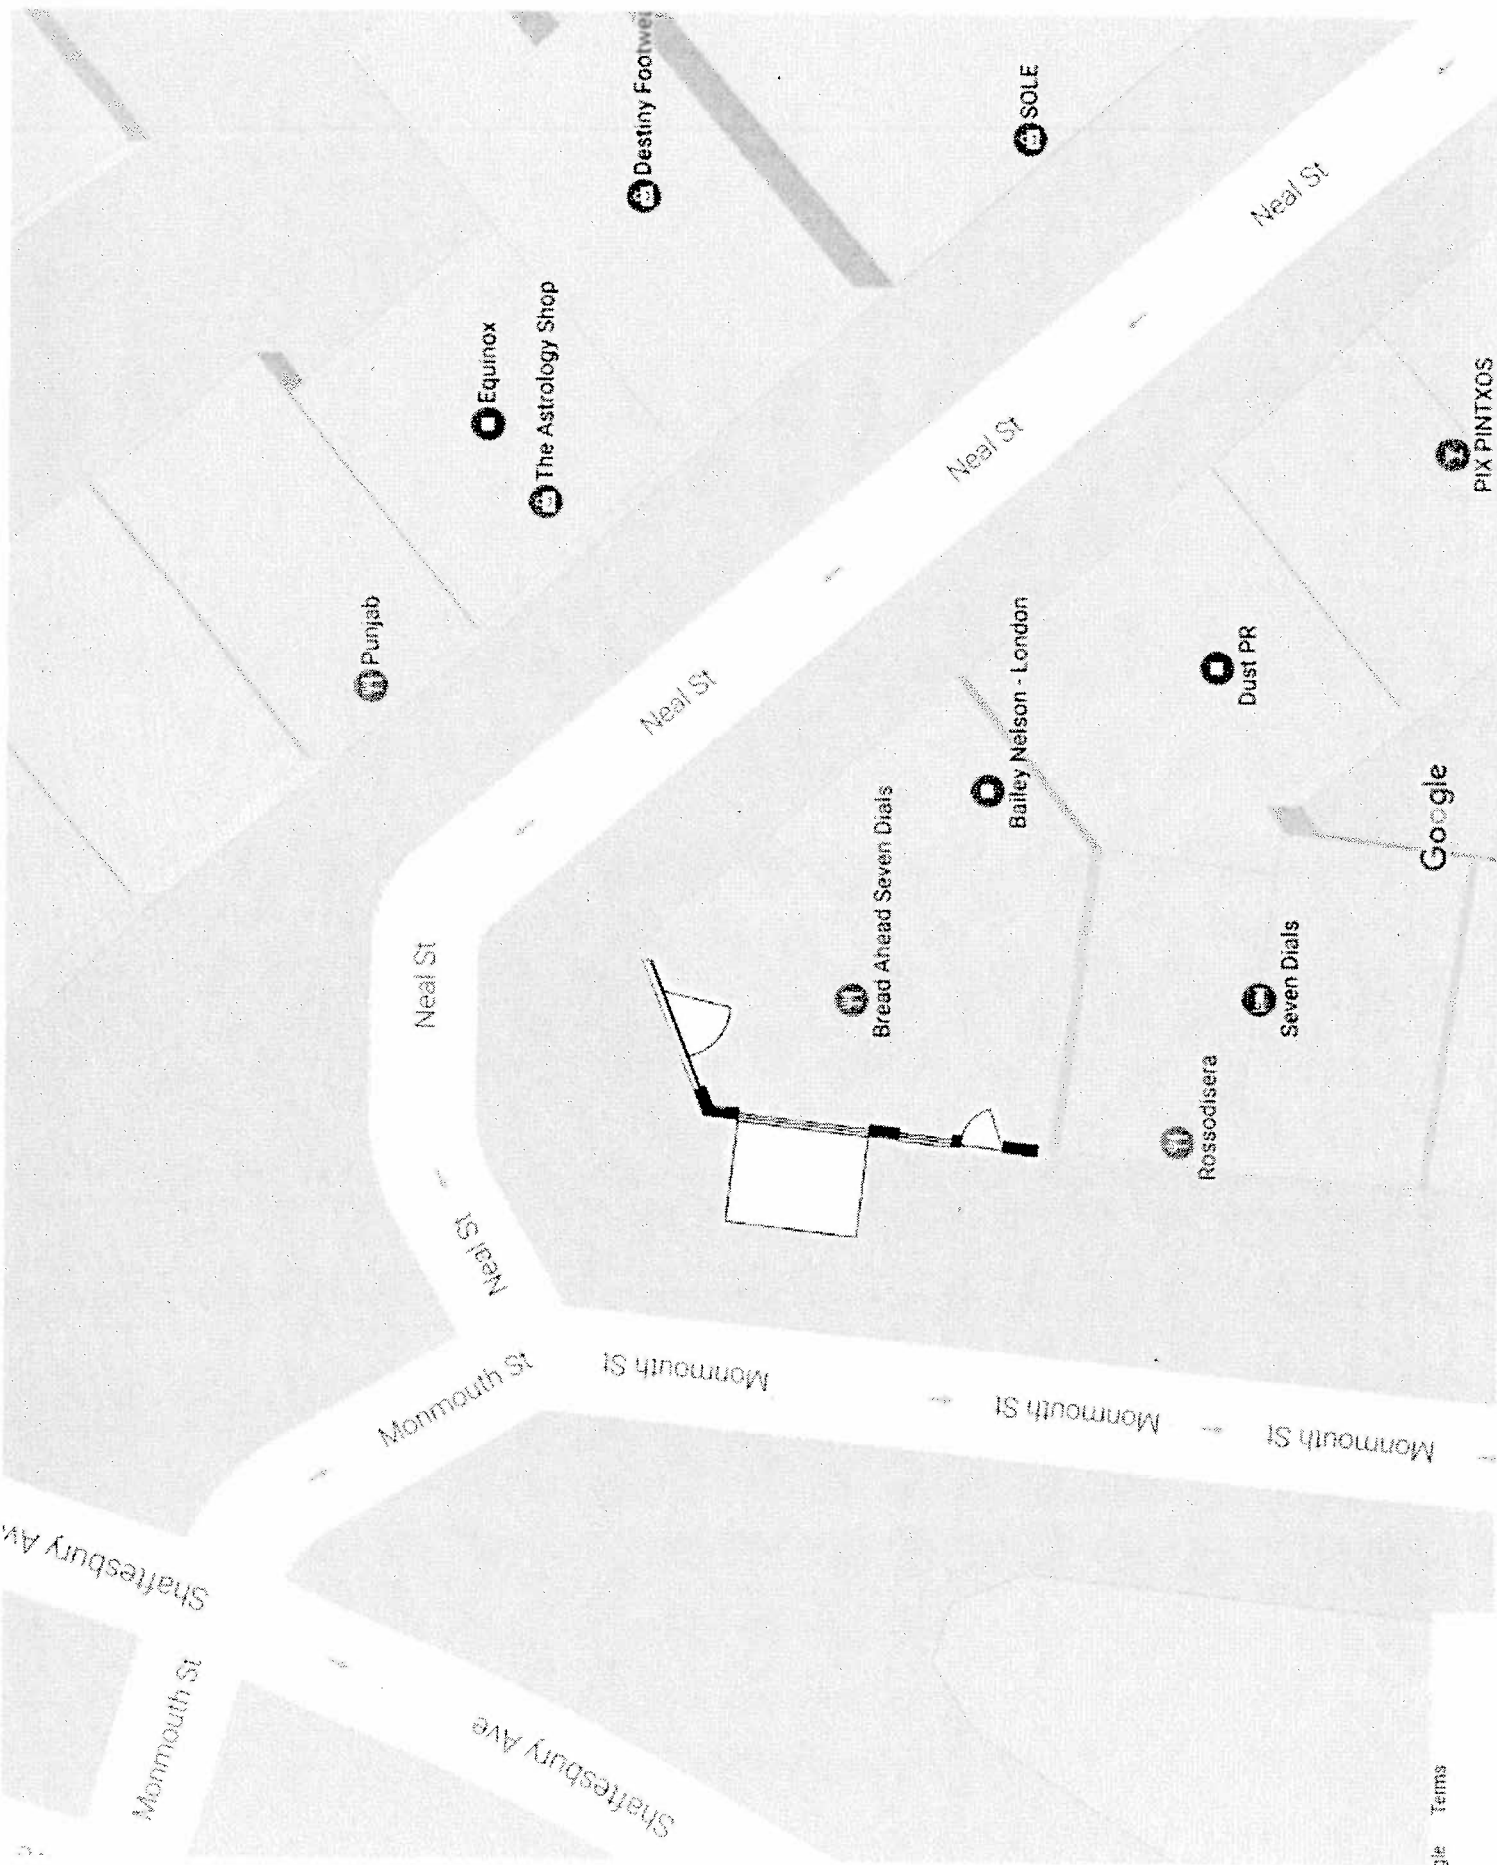 Destiny Footwe
SOLE
Equinox
The Astrology Shop
Neal St
Neal St
PIX PINTXOS
Punjab
Neal St
Bailey Nelson - London
Dust PR
Google
Bread Ahead Seven Dials
Neal St
Seven Dials
Rossodisera
Neal St
Monmouth St
Monmouth St
Monmouth St
Monmouth St
Shaftesbury Av
Monmouth St
Shaftesbury Ave
gle Terms